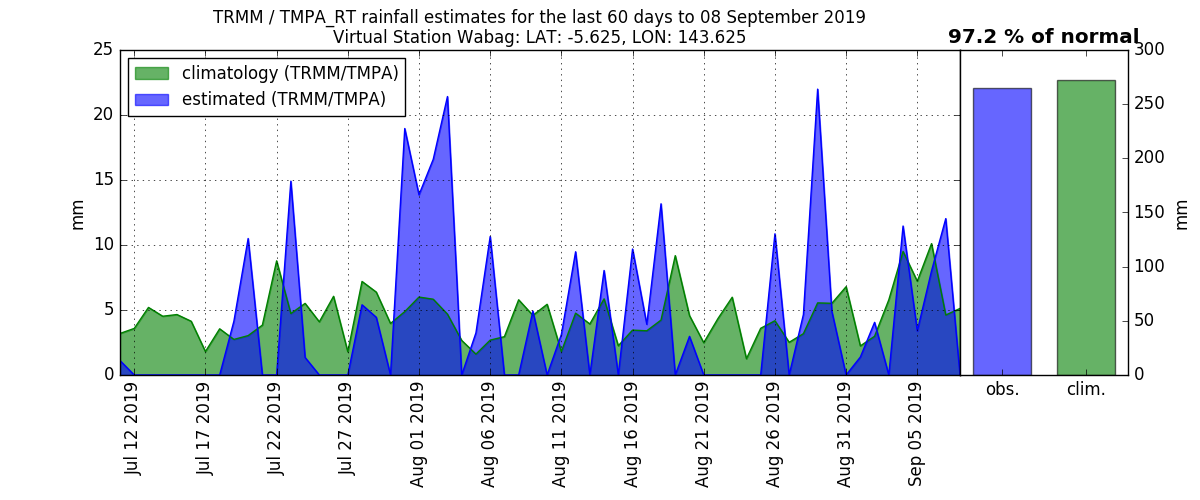 TRMM / TMPA_RT rainfall estimates for the last 60 days to 08 September 2019
Virtual Station Wabag: LAT: -5.625, LON: 143.625
97.2 % of normal
climatology (TRMM/TMPA)
estimated (TRMM/TMPA)
mm
25
20
15
10
5
0
Jul 12 2019
Jul 17 2019
Jul 22 2019
Jul 27 2019
Aug 01 2019
Aug 06 2019
Aug 11 2019
Aug 16 2019
Aug 21 2019
Aug 26 2019
Aug 31 2019
Sep 05 2019
obs.
clim.
300
250
200
150
100
50
0
mm